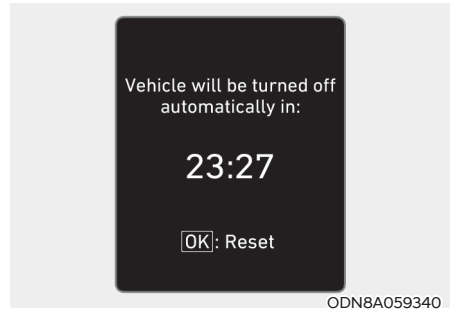 Vehicle will be turned off
automatically in:
23:27
OK: Reset
ODN8A059340